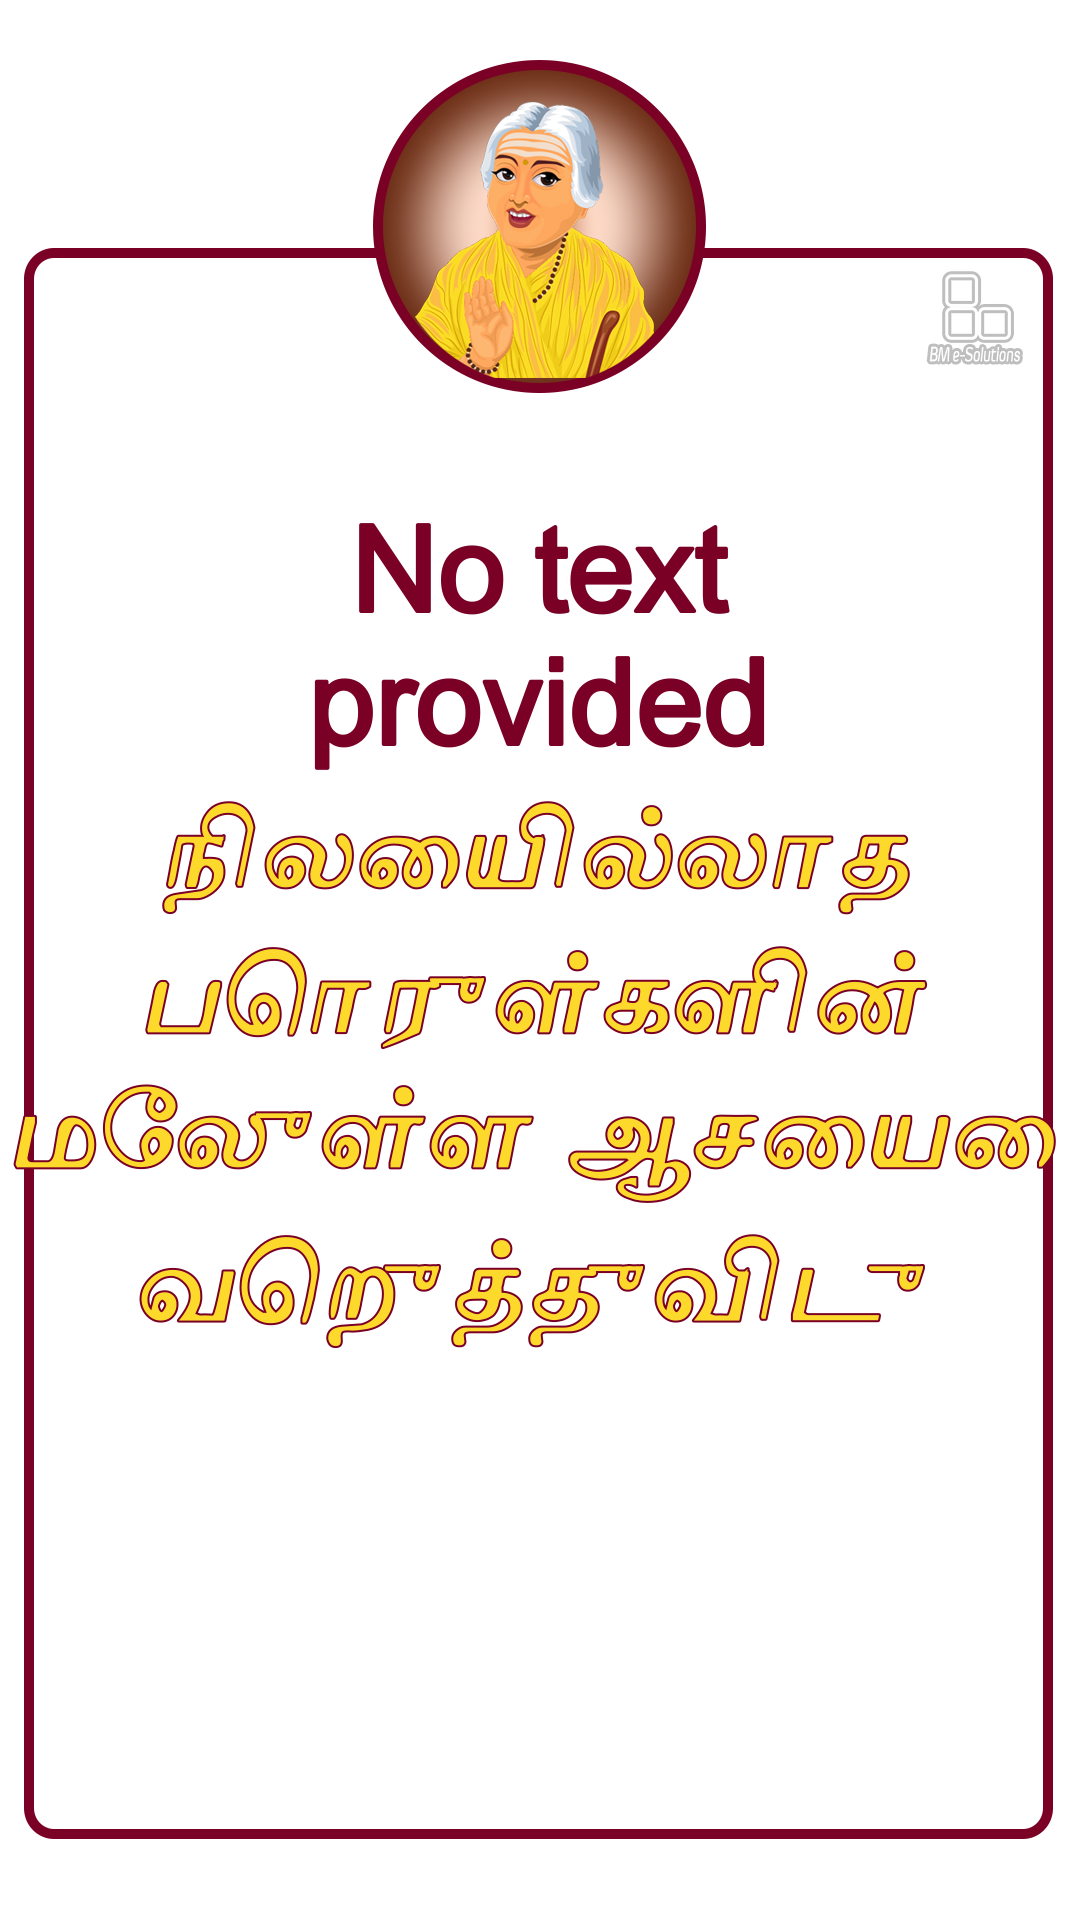 BM e-Solutions
No text
provided
நிலையில்லாத
பொருள்களின்
மேலுள்ள ஆசையை
வெறுத்துவிடு